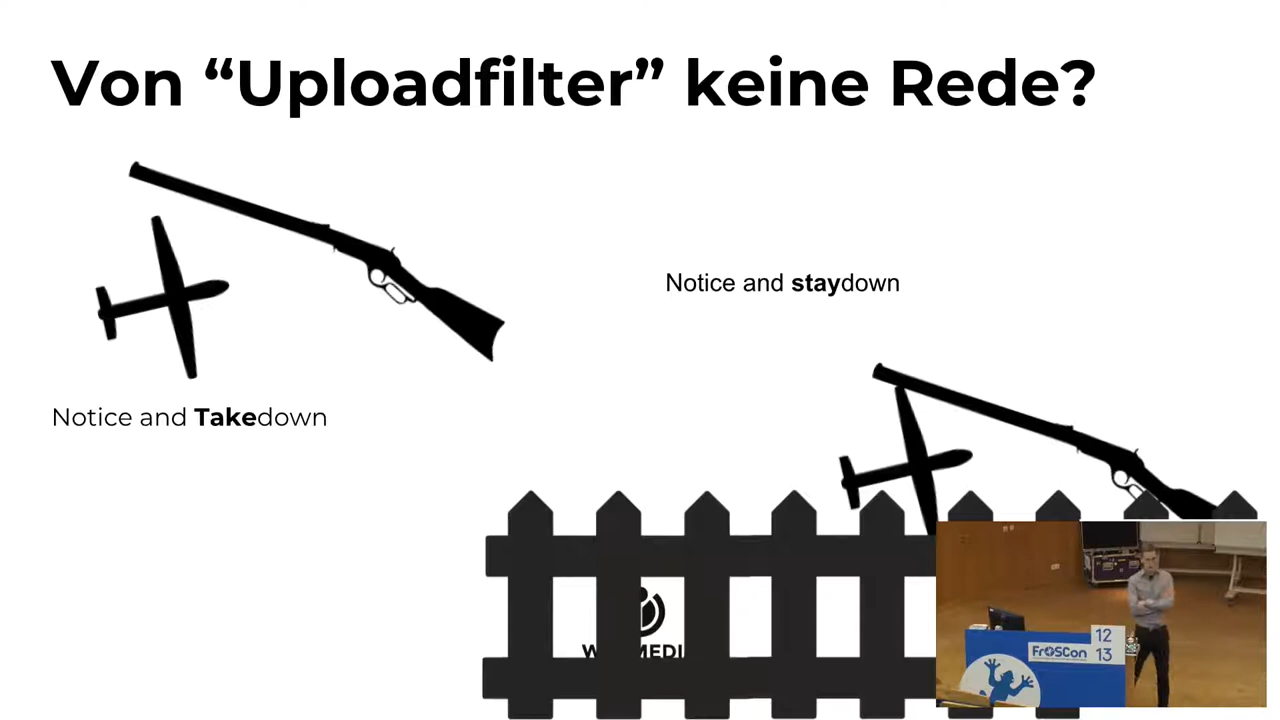 Von “Uploadfilter” keine Rede?
Notice and staydown
Notice and Takedown
FrOSCon
12
13